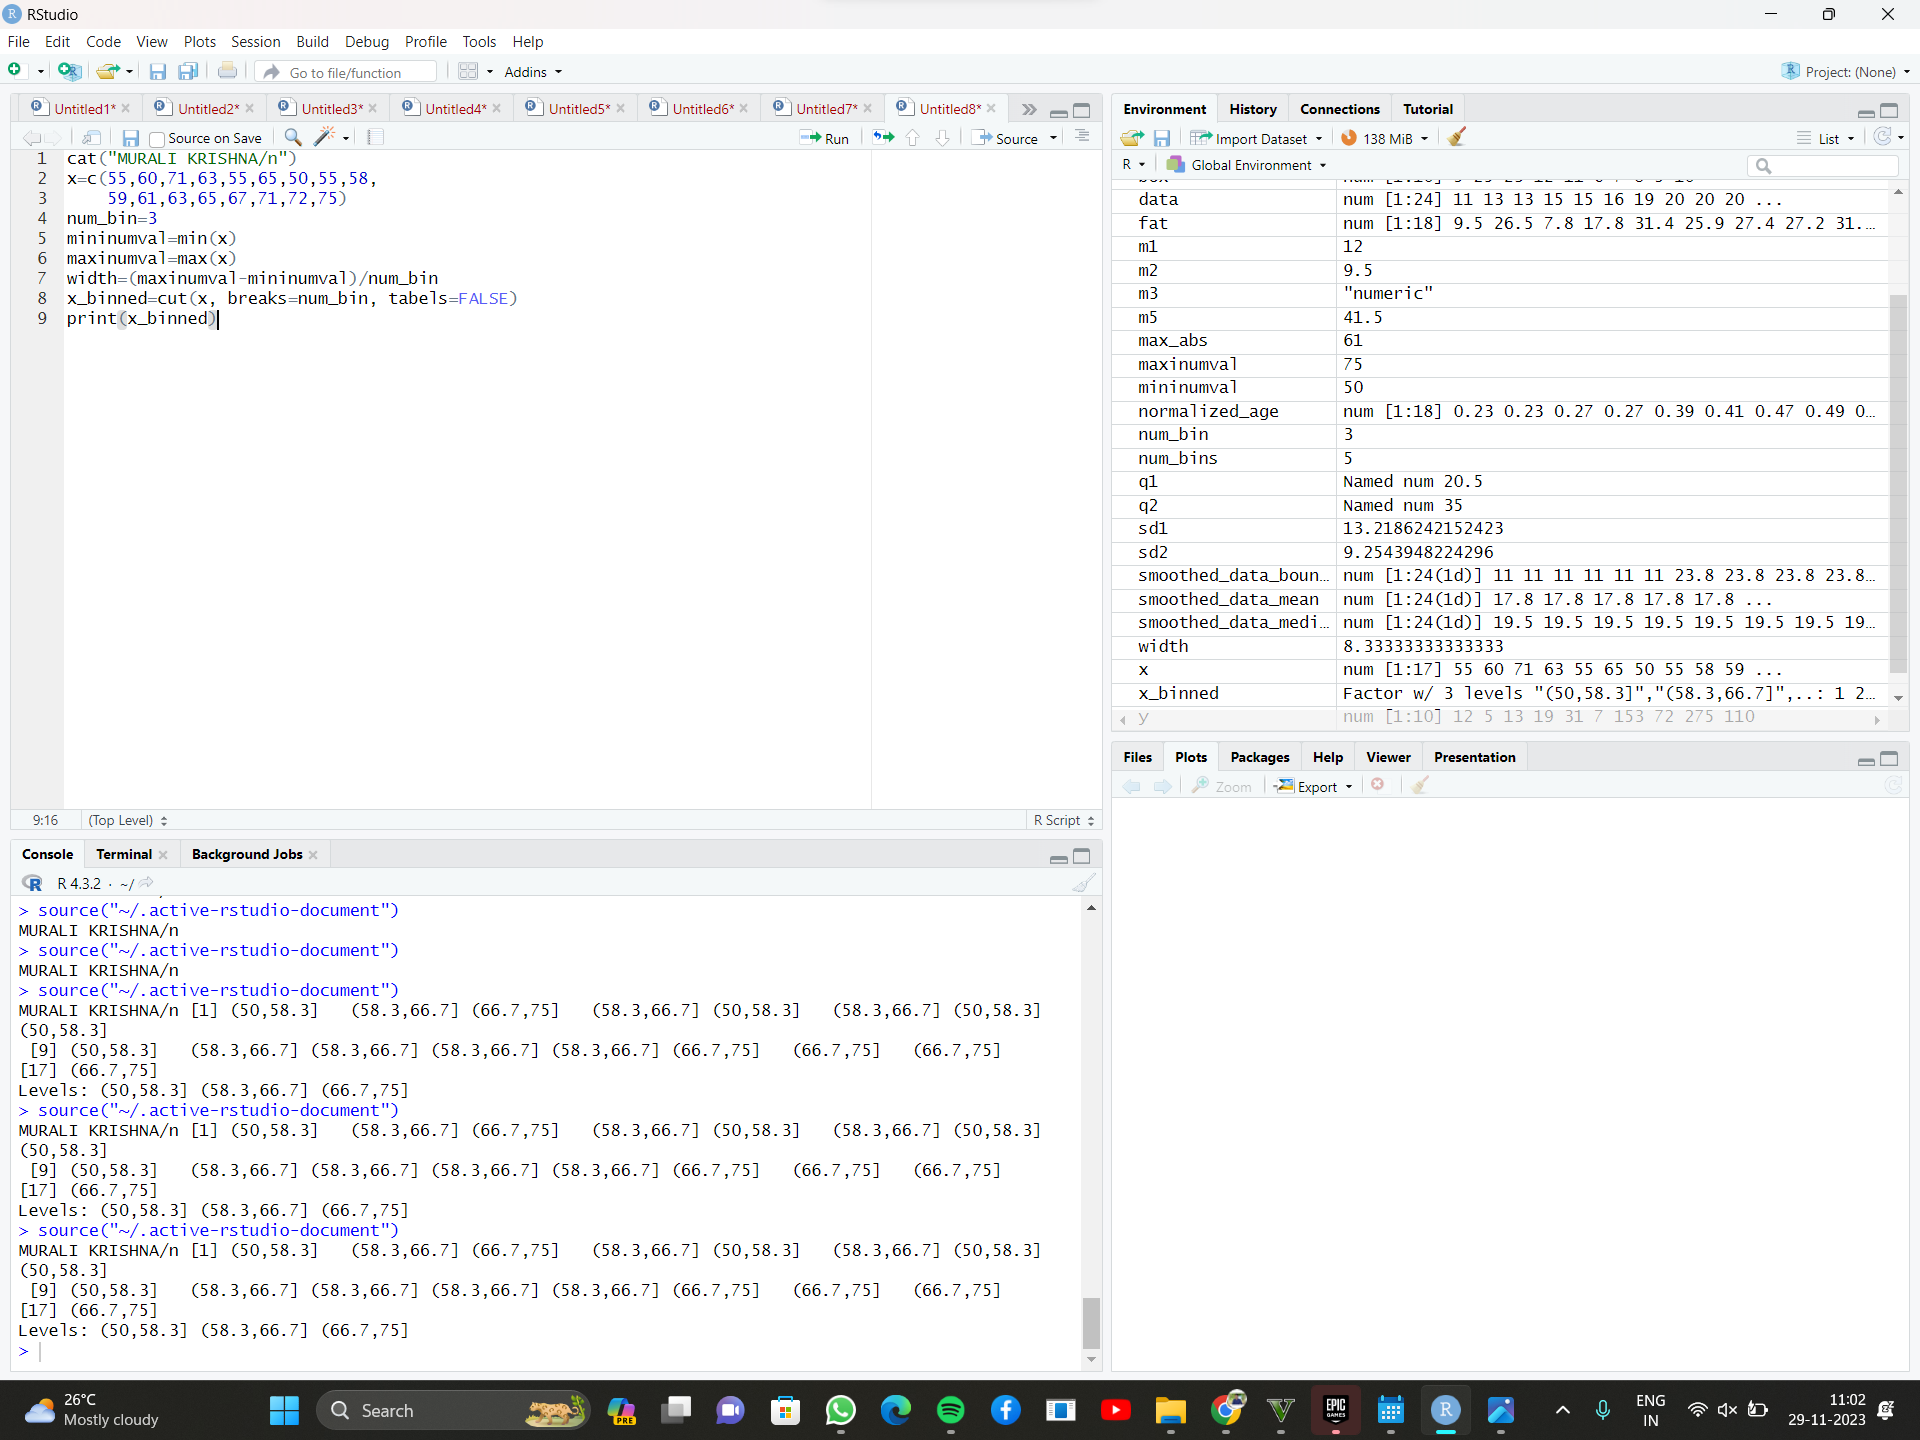 RStudio
File Edit Code View Plots Session Build Debug Profile Tools Help
Go to file/function Addins Project: (None)
Untitled1* Untitled2* Untitled3* Untitled4* Untitled5* Untitled6* Untitled7* Untitled8*
Source on Save Run Source
1 cat("MURALI KRISHNA/n")
2 x=c(55,60,71,63,55,65,50,55,58,
3 59,61,63,65,67,71,72,75)
4 num_bin=3
5 mininumval=min(x)
6 maxinumval=max(x)
7 width=(maxinumval-mininumval)/num_bin
8 x_binned=cut(x, breaks=num_bin, tabels=FALSE)
9 print(x_binned)
9:16 (Top Level) R Script
Console Terminal Background Jobs
R 4.3.2 · ~/
> source("~/.active-rstudio-document")
MURALI KRISHNA/n
> source("~/.active-rstudio-document")
MURALI KRISHNA/n
> source("~/.active-rstudio-document")
MURALI KRISHNA/n [1] (50,58.3] (58.3,66.7] (66.7,75] (58.3,66.7] (50,58.3] (58.3,66.7] (50,58.3]
(50,58.3]
[9] (50,58.3] (58.3,66.7] (58.3,66.7] (58.3,66.7] (58.3,66.7] (66.7,75] (66.7,75] (66.7,75]
[17] (66.7,75]
Levels: (50,58.3] (58.3,66.7] (66.7,75]
> source("~/.active-rstudio-document")
MURALI KRISHNA/n [1] (50,58.3] (58.3,66.7] (66.7,75] (58.3,66.7] (50,58.3] (58.3,66.7] (50,58.3]
(50,58.3]
[9] (50,58.3] (58.3,66.7] (58.3,66.7] (58.3,66.7] (58.3,66.7] (66.7,75] (66.7,75] (66.7,75]
[17] (66.7,75]
Levels: (50,58.3] (58.3,66.7] (66.7,75]
> source("~/.active-rstudio-document")
MURALI KRISHNA/n [1] (50,58.3] (58.3,66.7] (66.7,75] (58.3,66.7] (50,58.3] (58.3,66.7] (50,58.3]
(50,58.3]
[9] (50,58.3] (58.3,66.7] (58.3,66.7] (58.3,66.7] (58.3,66.7] (66.7,75] (66.7,75] (66.7,75]
[17] (66.7,75]
Levels: (50,58.3] (58.3,66.7] (66.7,75]
>
Environment History Connections Tutorial
Import Dataset 138 MiB List
R Global Environment
data num [1:24] 11 13 13 15 15 16 19 20 20 20 ...
fat num [1:18] 9.5 26.5 7.8 17.8 31.4 25.9 27.4 27.2 31...
m1 12
m2 9.5
m3 "numeric"
m5 41.5
max_abs 61
maxinumval 75
mininumval 50
normalized_age num [1:18] 0.23 0.23 0.27 0.27 0.39 0.41 0.47 0.49 0...
num_bin 3
num_bins 5
q1 Named num 20.5
q2 Named num 35
sd1 13.2186242152423
sd2 9.2543948224296
smoothed_data_boun... num [1:24(1d)] 11 11 11 11 11 11 23.8 23.8 23.8 23.8...
smoothed_data_mean num [1:24(1d)] 17.8 17.8 17.8 17.8 17.8 ...
smoothed_data_medi... num [1:24(1d)] 19.5 19.5 19.5 19.5 19.5 19.5 19.5 19...
width 8.33333333333333
x num [1:17] 55 60 71 63 55 65 50 55 58 59 ...
x_binned Factor w/ 3 levels "(50,58.3]","(58.3,66.7]",..: 1 2...
y num [1:10] 12 5 13 19 31 7 153 72 275 110
Files Plots Packages Help Viewer Presentation
Zoom Export
26°C
Mostly cloudy
Search
PRE
EPIC GAMES
R
ENG
IN
11:02
29-11-2023